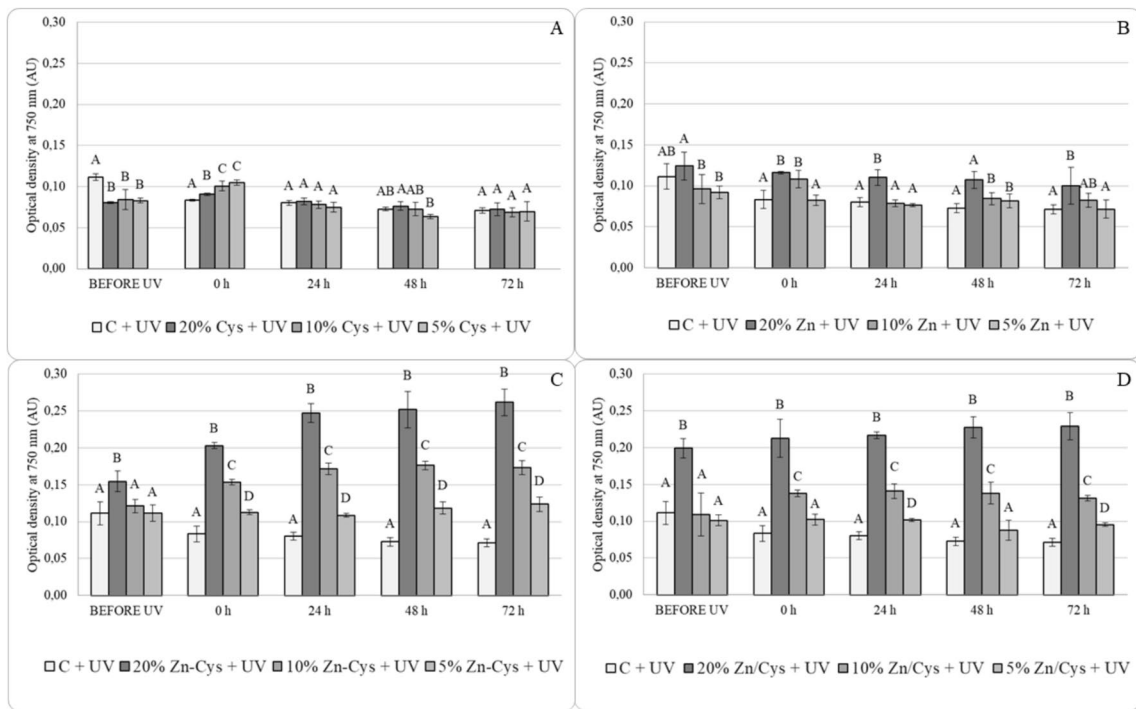 A
Optical density at 750 nm (AU)
0,30
0,25
0,20
0,15
0,10
0,05
0,00
A B B B
A B C C
A A A A
AB A AB B
A A A A
BEFORE UV 0 h 24 h 48 h 72 h
C + UV 20% Cys + UV 10% Cys + UV 5% Cys + UV
B
Optical density at 750 nm (AU)
0,30
0,25
0,20
0,15
0,10
0,05
0,00
AB A B B
A B B A
A B A A
A A B B
A B AB A
BEFORE UV 0 h 24 h 48 h 72 h
C + UV 20% Zn + UV 10% Zn + UV 5% Zn + UV
C
Optical density at 750 nm (AU)
0,30
0,25
0,20
0,15
0,10
0,05
0,00
A B A A
A B C D
A B C D
A B C D
A B C D
BEFORE UV 0 h 24 h 48 h 72 h
C + UV 20% Zn-Cys + UV 10% Zn-Cys + UV 5% Zn-Cys + UV
D
Optical density at 750 nm (AU)
0,30
0,25
0,20
0,15
0,10
0,05
0,00
A B A A
A B C A
A B C D
A B C A
A B C D
BEFORE UV 0 h 24 h 48 h 72 h
C + UV 20% Zn/Cys + UV 10% Zn/Cys + UV 5% Zn/Cys + UV